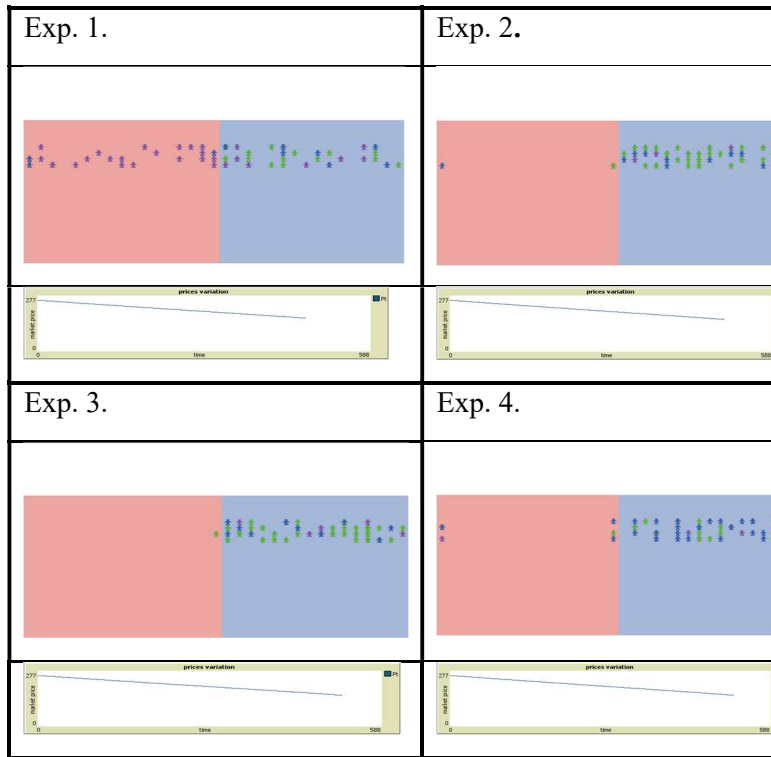 Exp. 1.
Exp. 2.
prices variation
277
market price
0
0
time
588
Pt
prices variation
277
market price
0
0
time
588
Exp. 3.
Exp. 4.
prices variation
277
market price
0
0
time
588
Pt
prices variation
277
market price
0
0
time
588